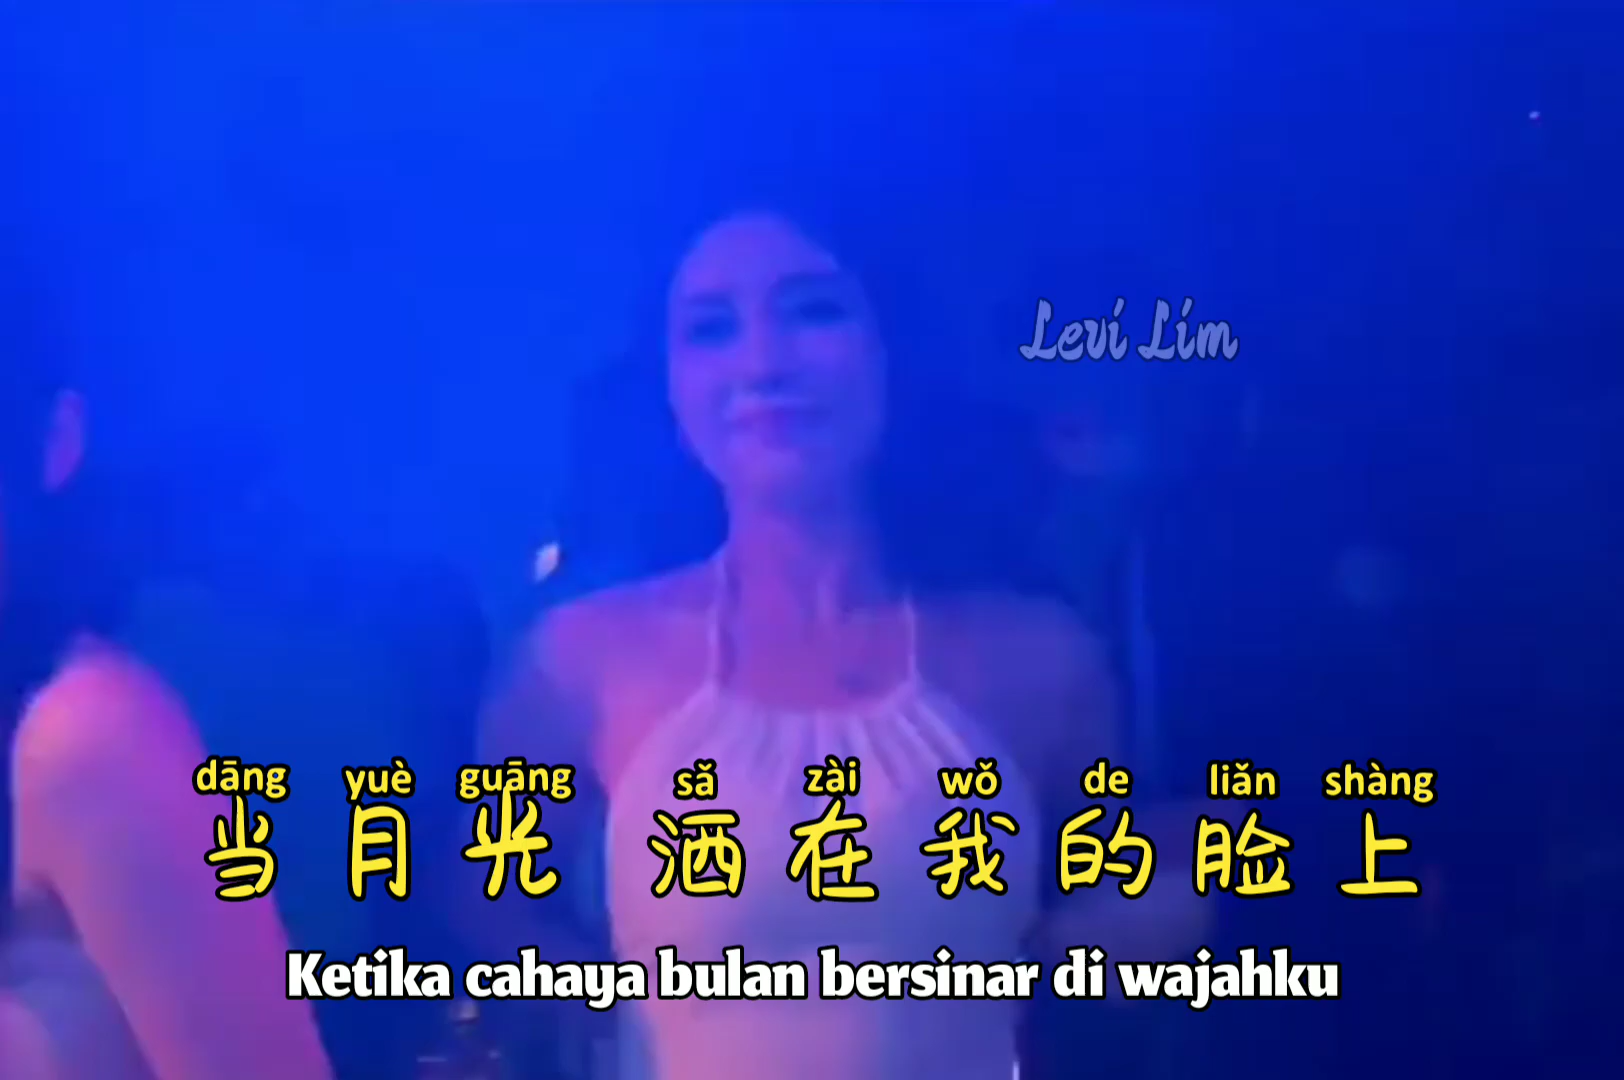 Levi Lim
dāng yuè guāng sǎ zài wǒ de liǎn shàng
当月光 洒在我的脸上
Ketika cahaya bulan bersinar di wajahku